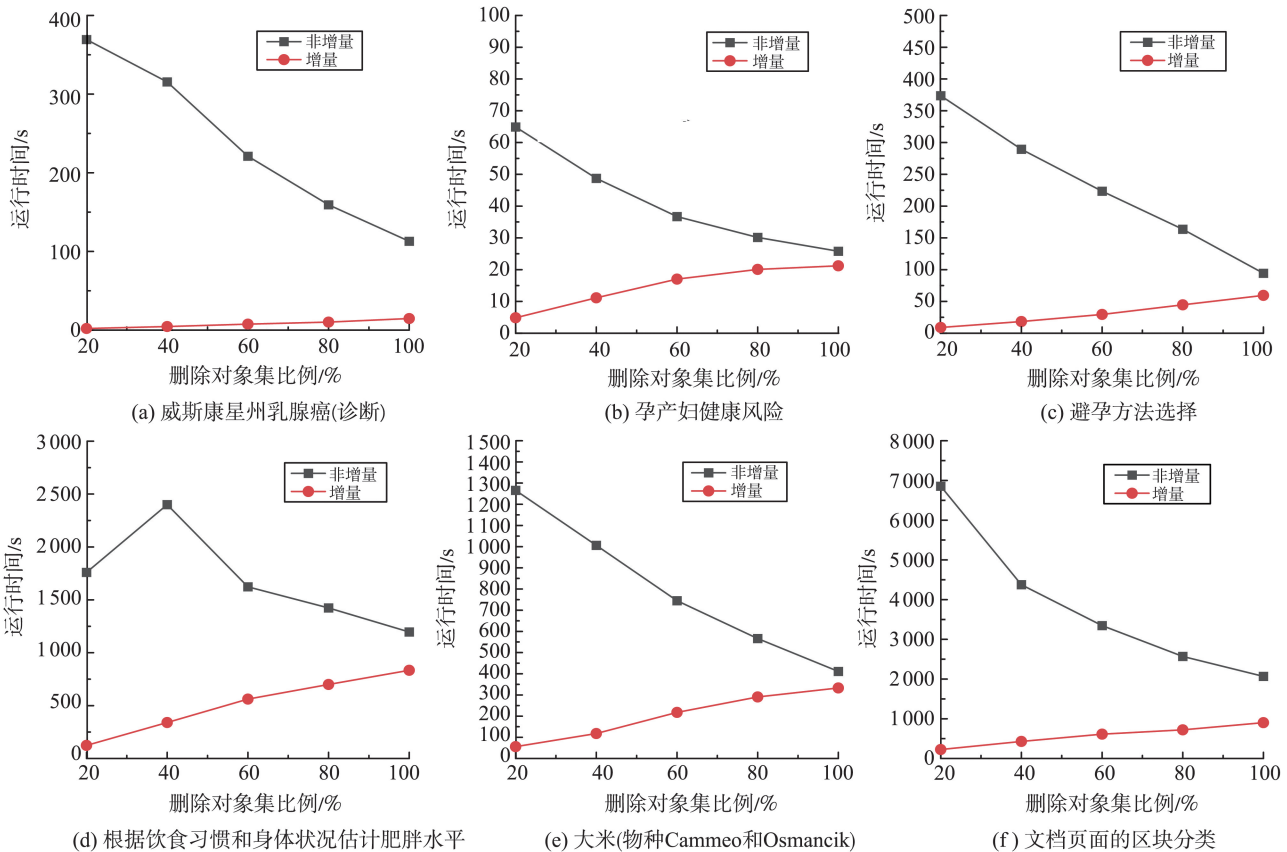 400
300
200
100
0
20
40
60
80
100
运行时间/s
非增量
增量
删除对象集比例/%
(a) 威斯康星州乳腺癌(诊断)
100
90
80
70
60
50
40
30
20
10
0
20
40
60
80
100
运行时间/s
非增量
增量
删除对象集比例/%
(b) 孕产妇健康风险
500
450
400
350
300
250
200
150
100
50
0
20
40
60
80
100
运行时间/s
非增量
增量
删除对象集比例/%
(c) 避孕方法选择
3 000
2 500
2 000
1 500
1 000
500
0
20
40
60
80
100
运行时间/s
非增量
增量
删除对象集比例/%
(d) 根据饮食习惯和身体状况估计肥胖水平
1 500
1 400
1 300
1 200
1 100
1 000
900
800
700
600
500
400
300
200
100
0
20
40
60
80
100
运行时间/s
非增量
增量
删除对象集比例/%
(e) 大米(物种Cammeo和Osmancik)
8 000
7 000
6 000
5 000
4 000
3 000
2 000
1 000
0
20
40
60
80
100
运行时间/s
非增量
增量
删除对象集比例/%
(f ) 文档页面的区块分类